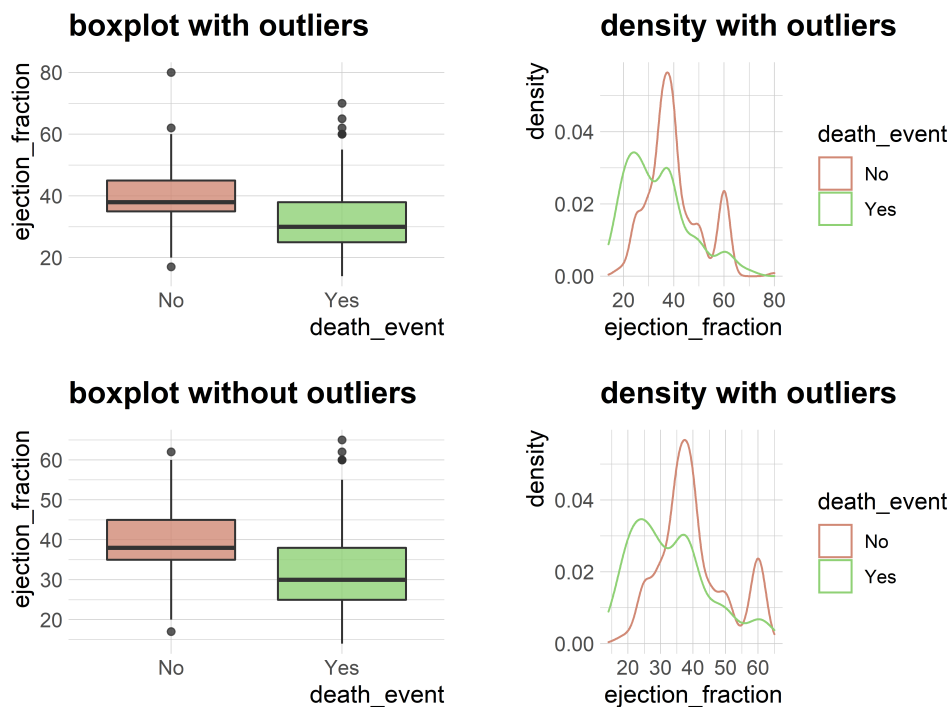 boxplot with outliers
ejection_fraction
80
60
40
20
No
Yes
death_event
density with outliers
density
0.04
0.02
0.00
20
40
60
80
ejection_fraction
death_event
No
Yes
boxplot without outliers
ejection_fraction
60
50
40
30
20
No
Yes
death_event
density with outliers
density
0.04
0.02
0.00
20
30
40
50
60
ejection_fraction
death_event
No
Yes